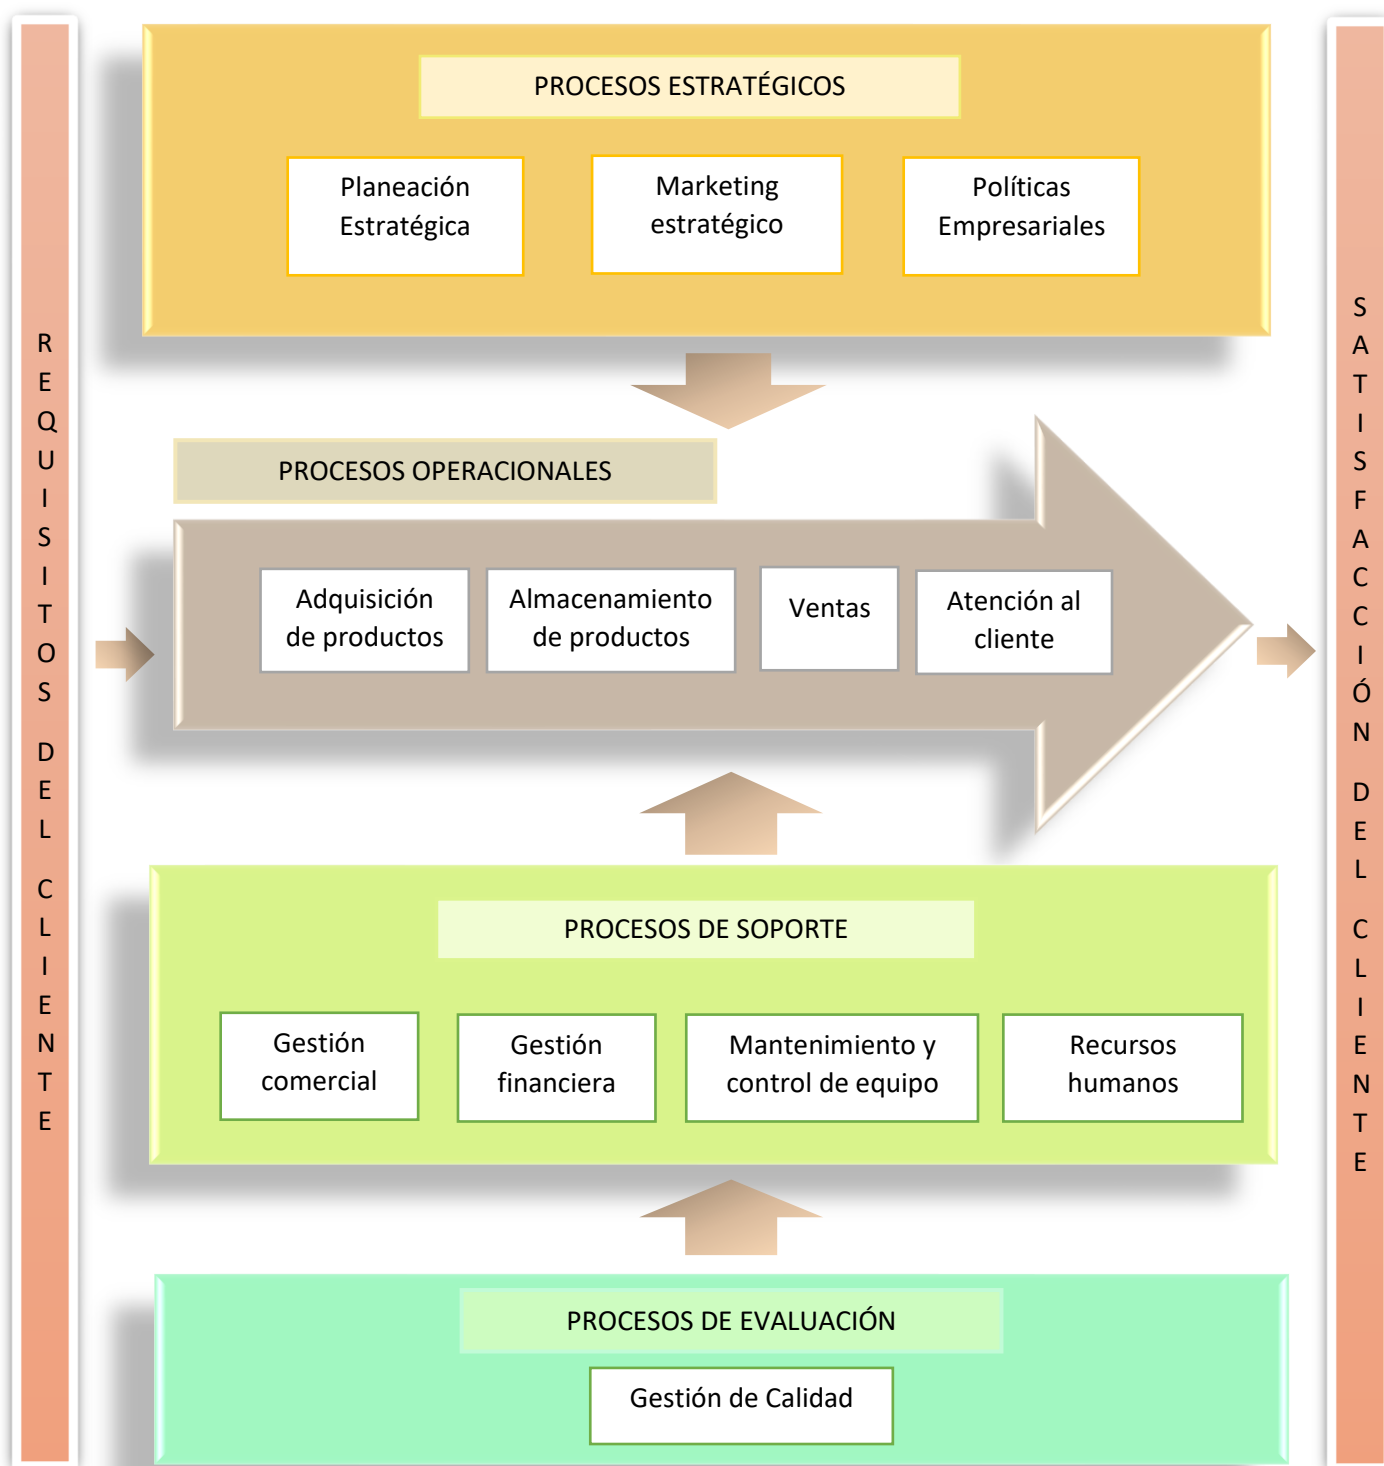 REQUISITOS DEL CLIENTE
PROCESOS ESTRATÉGICOS
Planeación
Estratégica
Marketing
estratégico
Políticas
Empresariales
PROCESOS OPERACIONALES
Adquisición
de productos
Almacenamiento
de productos
Ventas
Atención al
cliente
PROCESOS DE SOPORTE
Gestión
comercial
Gestión
financiera
Mantenimiento y
control de equipo
Recursos
humanos
PROCESOS DE EVALUACIÓN
Gestión de Calidad
SATISFACCIÓN DEL CLIENTE